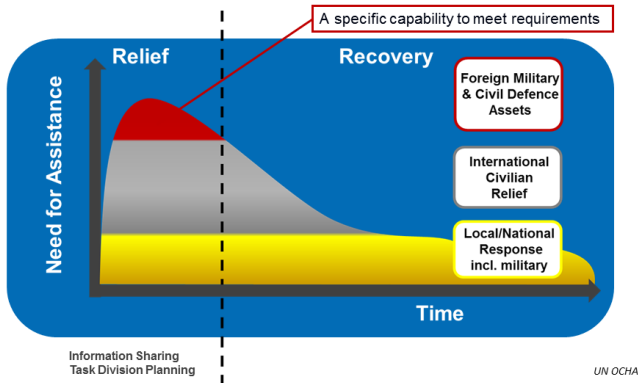 A specific capability to meet requirements
Relief
Recovery
Foreign Military
& Civil Defence
Assets
International
Civilian
Relief
Local/National
Response
incl. military
Need for Assistance
Time
Information Sharing
Task Division Planning
UN OCHA